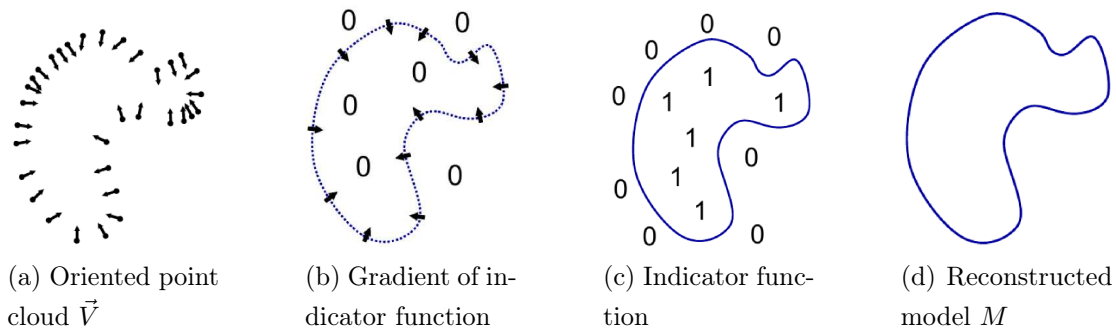 0 0
0
0
0 0
0 0 0
1
0 1 1
1
1 0
0
1
0 0
(a) Oriented point
cloud \vec{V}
(b) Gradient of in-
dicator function
(c) Indicator func-
tion
(d) Reconstructed
model M